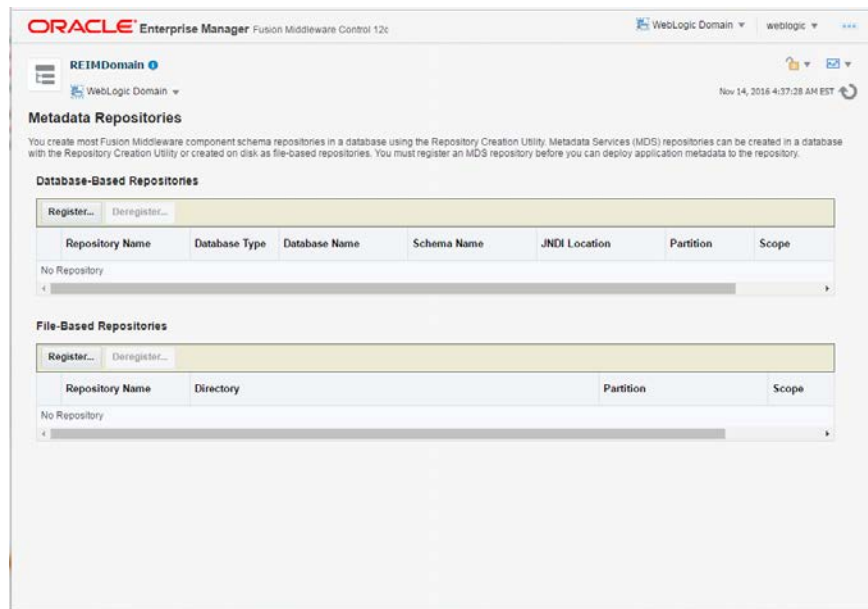 ORACLE Enterprise Manager Fusion Middleware Control 12c
WebLogic Domain weblogic
REIMDomain
WebLogic Domain
Nov 14, 2016 4:37:28 AM EST
Metadata Repositories
You create most Fusion Middleware component schema repositories in a database using the Repository Creation Utility. Metadata Services (MDS) repositories can be created in a database
with the Repository Creation Utility or created on disk as file-based repositories. You must register an MDS repository before you can deploy application metadata to the repository.
Database-Based Repositories
Register... Deregister...
Repository Name Database Type Database Name Schema Name JNDI Location Partition Scope
No Repository
File-Based Repositories
Register... Deregister...
Repository Name Directory Partition Scope
No Repository